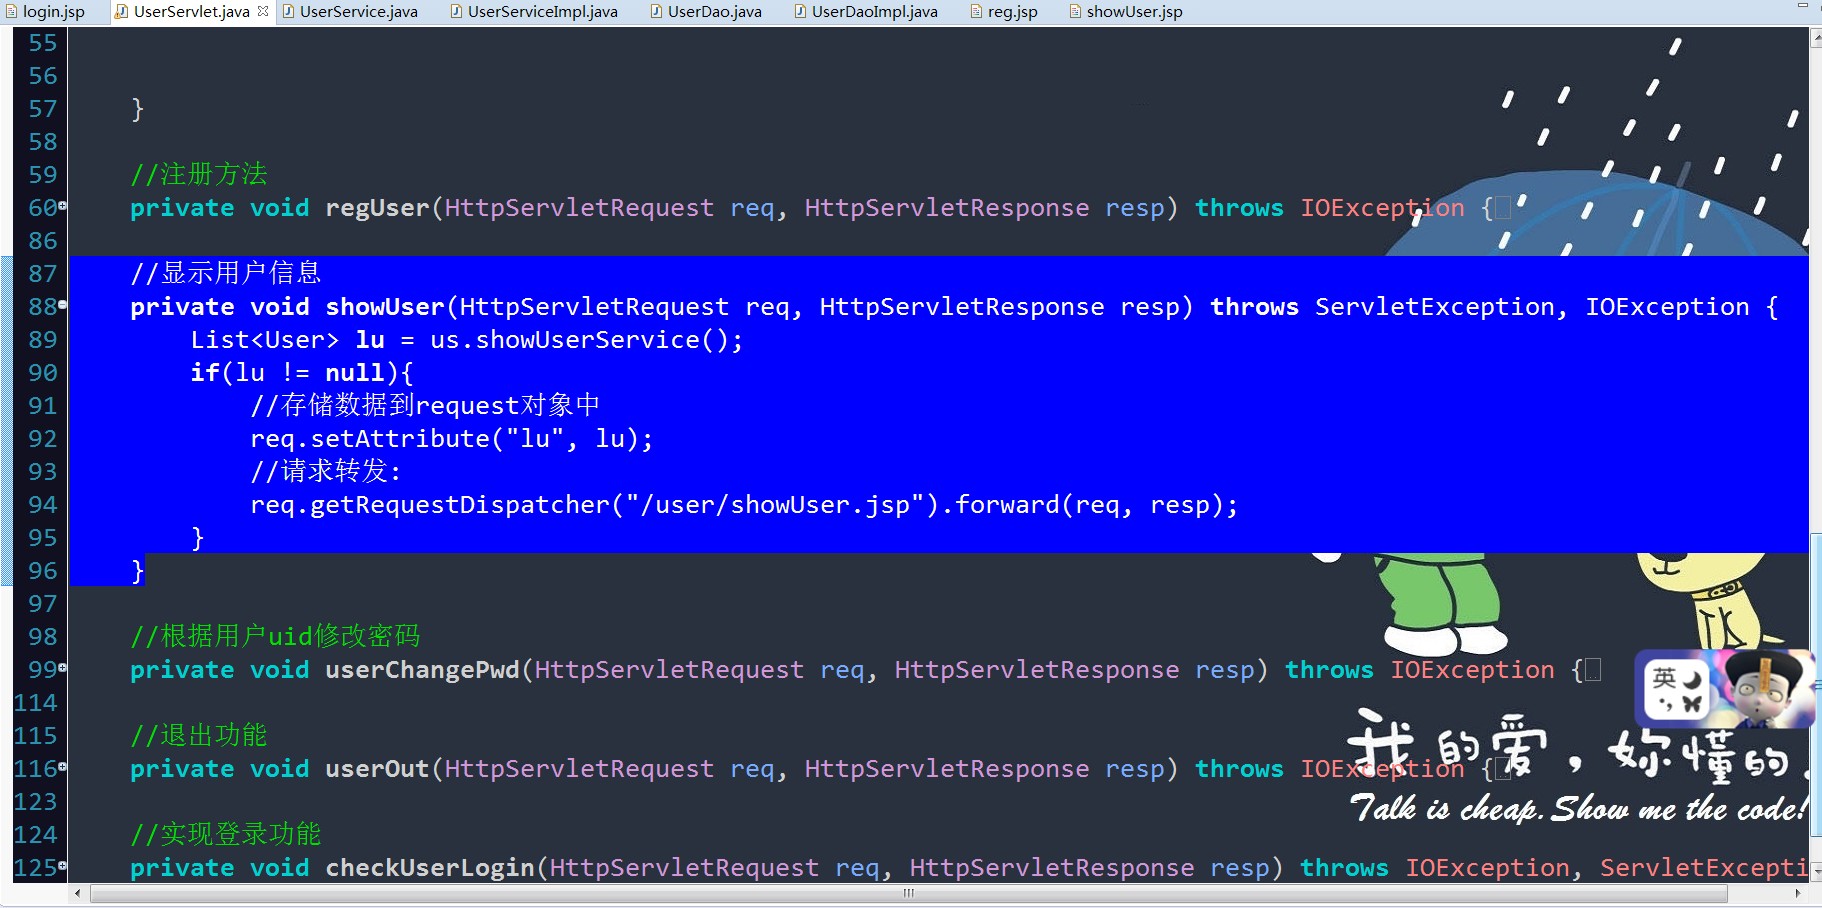 login.jsp UserServlet.java UserService.java UserServiceImpl.java UserDao.java UserDaoImpl.java reg.jsp showUser.jsp
55
56
57 }
58
59 //注册方法
60 private void regUser(HttpServletRequest req, HttpServletResponse resp) throws IOException {
86
87 //显示用户信息
88 private void showUser(HttpServletRequest req, HttpServletResponse resp) throws ServletException, IOException {
89 List<User> lu = us.showUserService();
90 if(lu != null){
91 //存储数据到request对象中
92 req.setAttribute("lu", lu);
93 //请求转发:
94 req.getRequestDispatcher("/user/showUser.jsp").forward(req, resp);
95 }
96 }
97
98 //根据用户uid修改密码
99 private void userChangePwd(HttpServletRequest req, HttpServletResponse resp) throws IOException {
114
115 //退出功能
116 private void userOut(HttpServletRequest req, HttpServletResponse resp) throws IOException {
123
124 //实现登录功能
125 private void checkUserLogin(HttpServletRequest req, HttpServletResponse resp) throws IOException, ServletExcepti
英
我的爱，妳懂的.
Talk is cheap. Show me the code!